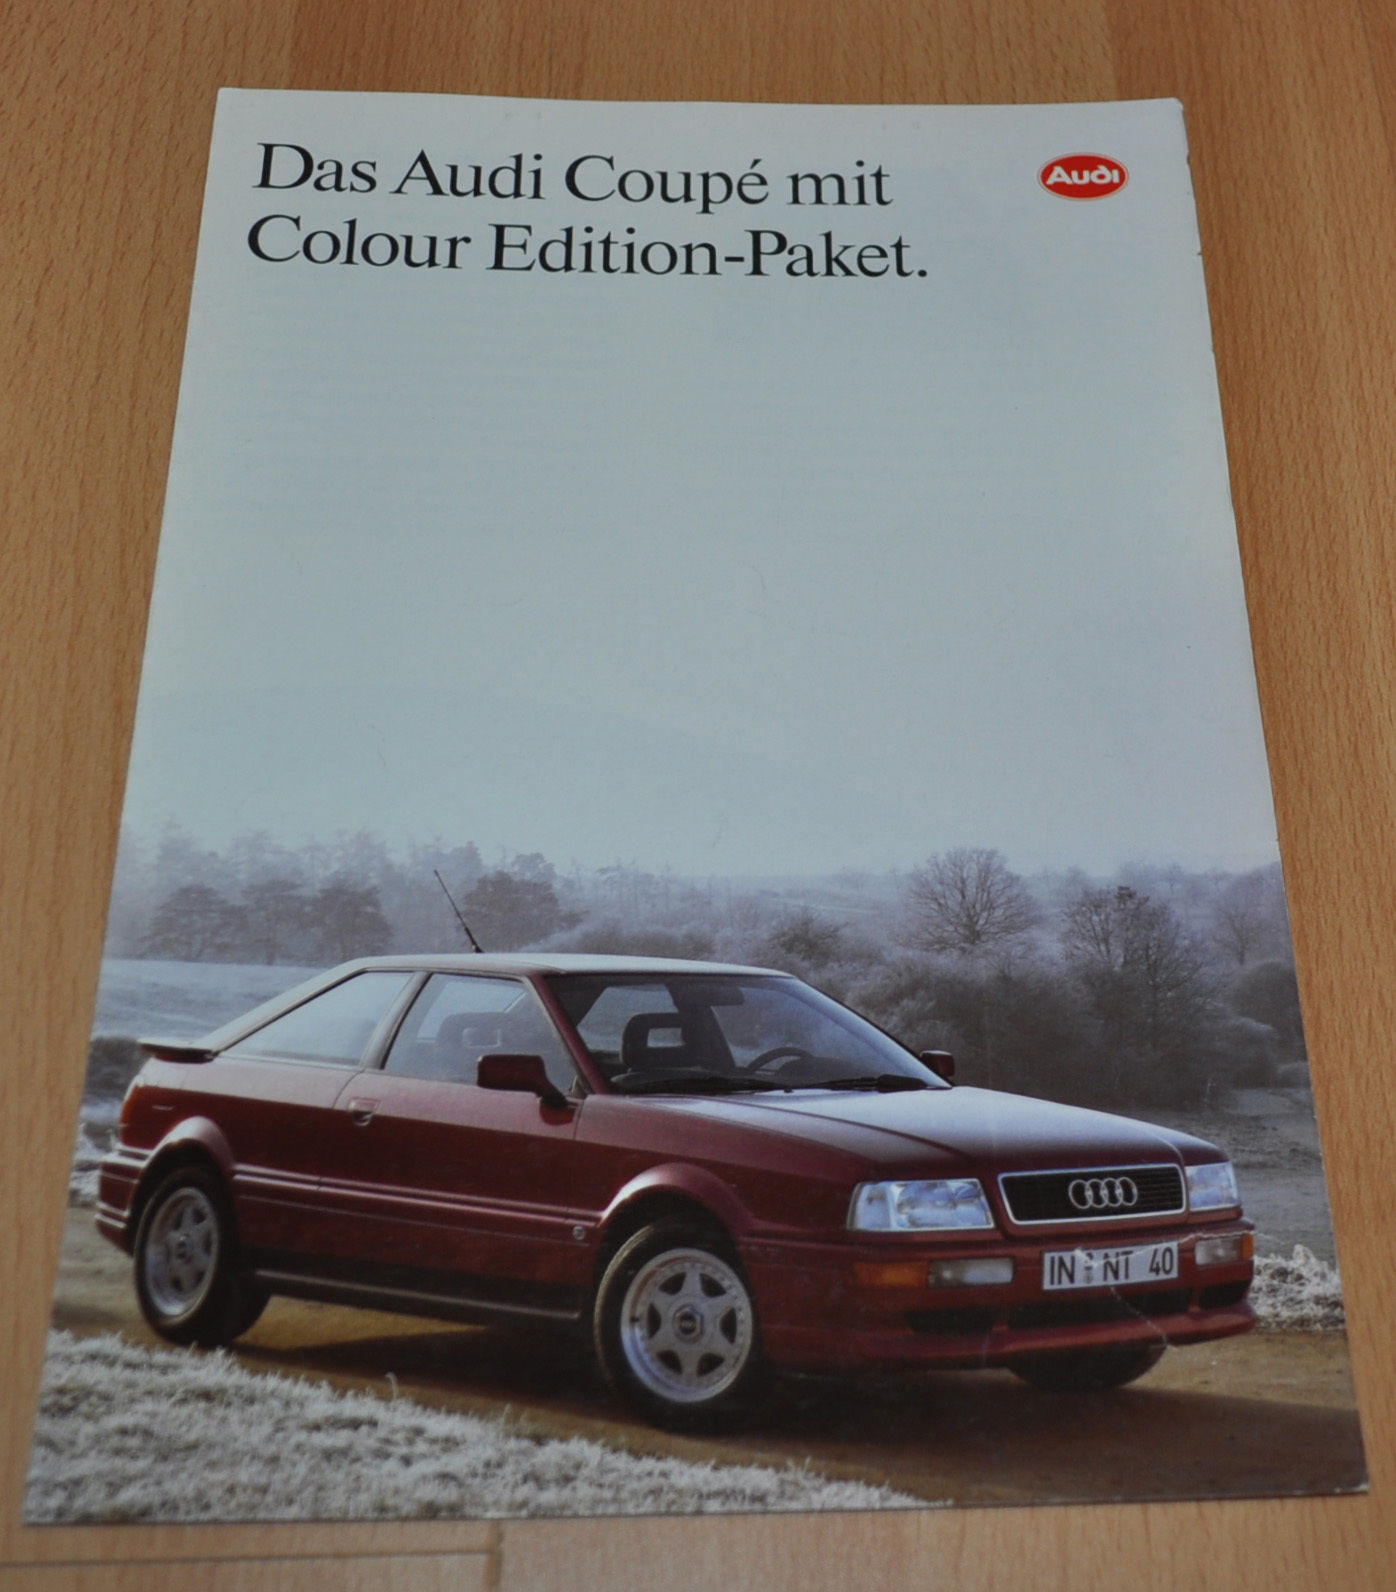 Das Audi Coupé mit
Colour Edition-Paket.
Audi
IN NT 40